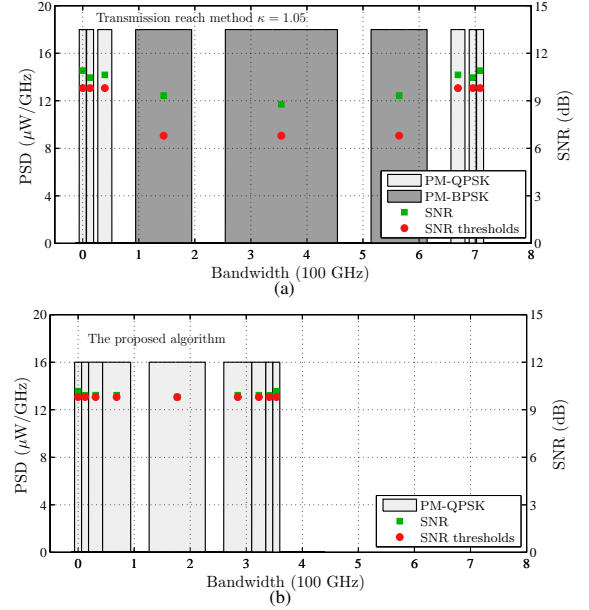 Transmission reach method κ = 1.05
20
16
12
8
4
0
PSD (μW/GHz)
15
12
9
6
3
0
SNR (dB)
PM-QPSK
PM-BPSK
SNR
SNR thresholds
0 1 2 3 4 5 6 7 8
Bandwidth (100 GHz)
(a)
The proposed algorithm
20
16
12
8
4
0
PSD (μW/GHz)
15
12
9
6
3
0
SNR (dB)
PM-QPSK
SNR
SNR thresholds
0 1 2 3 4 5 6 7 8
Bandwidth (100 GHz)
(b)